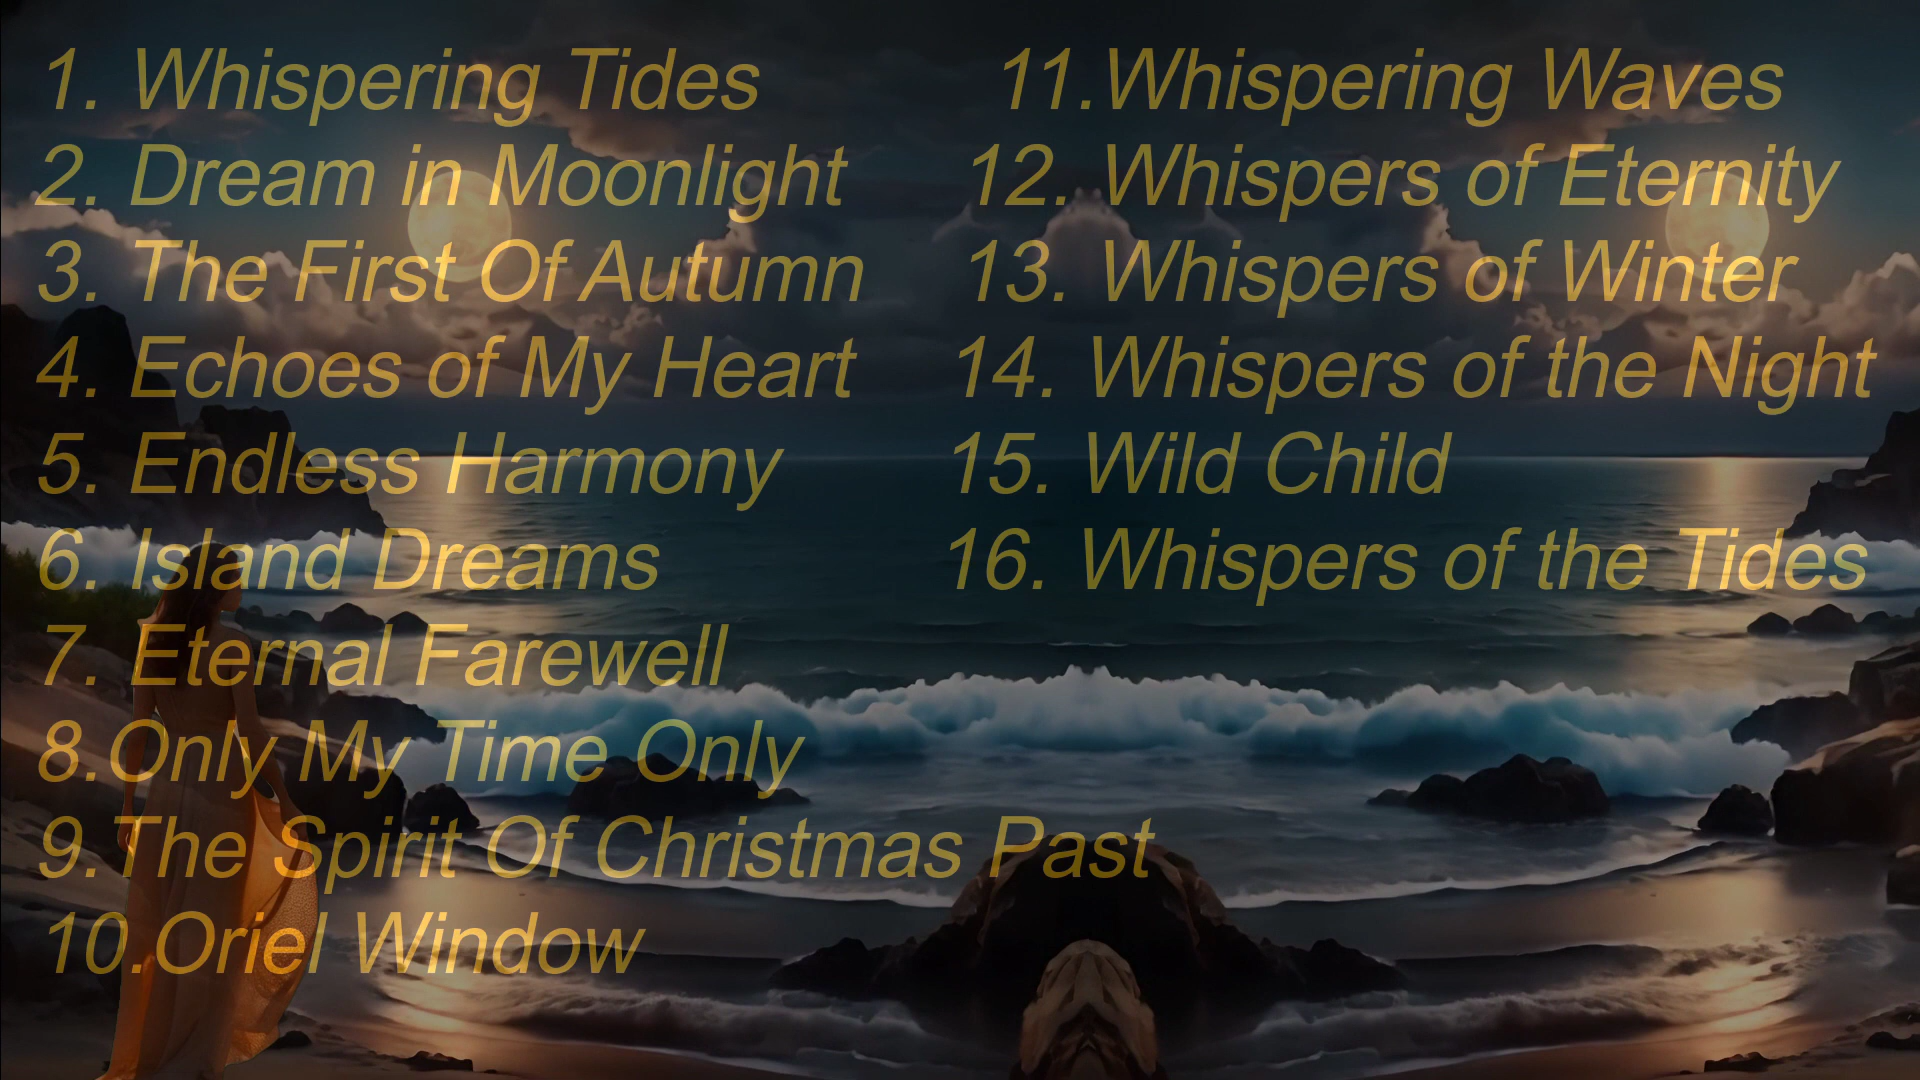 1. Whispering Tides
2. Dream in Moonlight
3. The First Of Autumn
4. Echoes of My Heart
5. Endless Harmony
6. Island Dreams
7. Eternal Farewell
8.Only My Time Only
9.The Spirit Of Christmas Past
10.Oriel Window
11.Whispering Waves
12. Whispers of Eternity
13. Whispers of Winter
14. Whispers of the Night
15. Wild Child
16. Whispers of the Tides